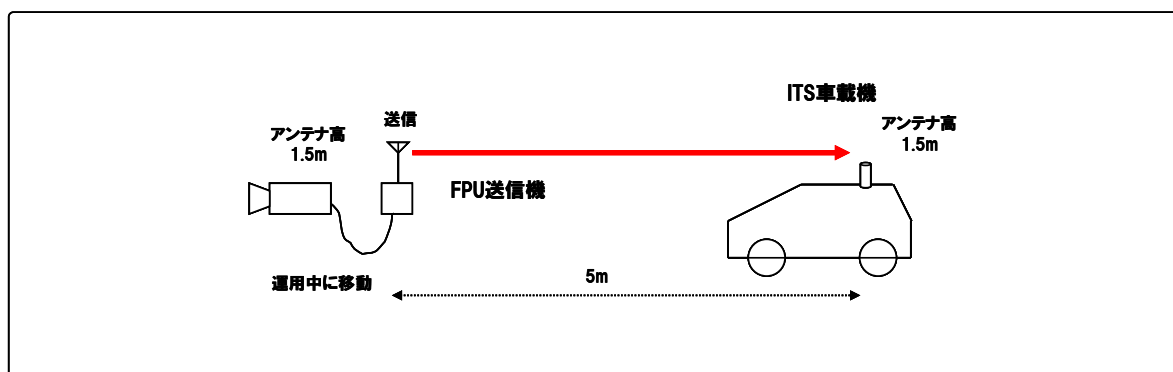 ITS車載機
送信
アンテナ高
1.5m
アンテナ高
1.5m
FPU送信機
運用中に移動
5m